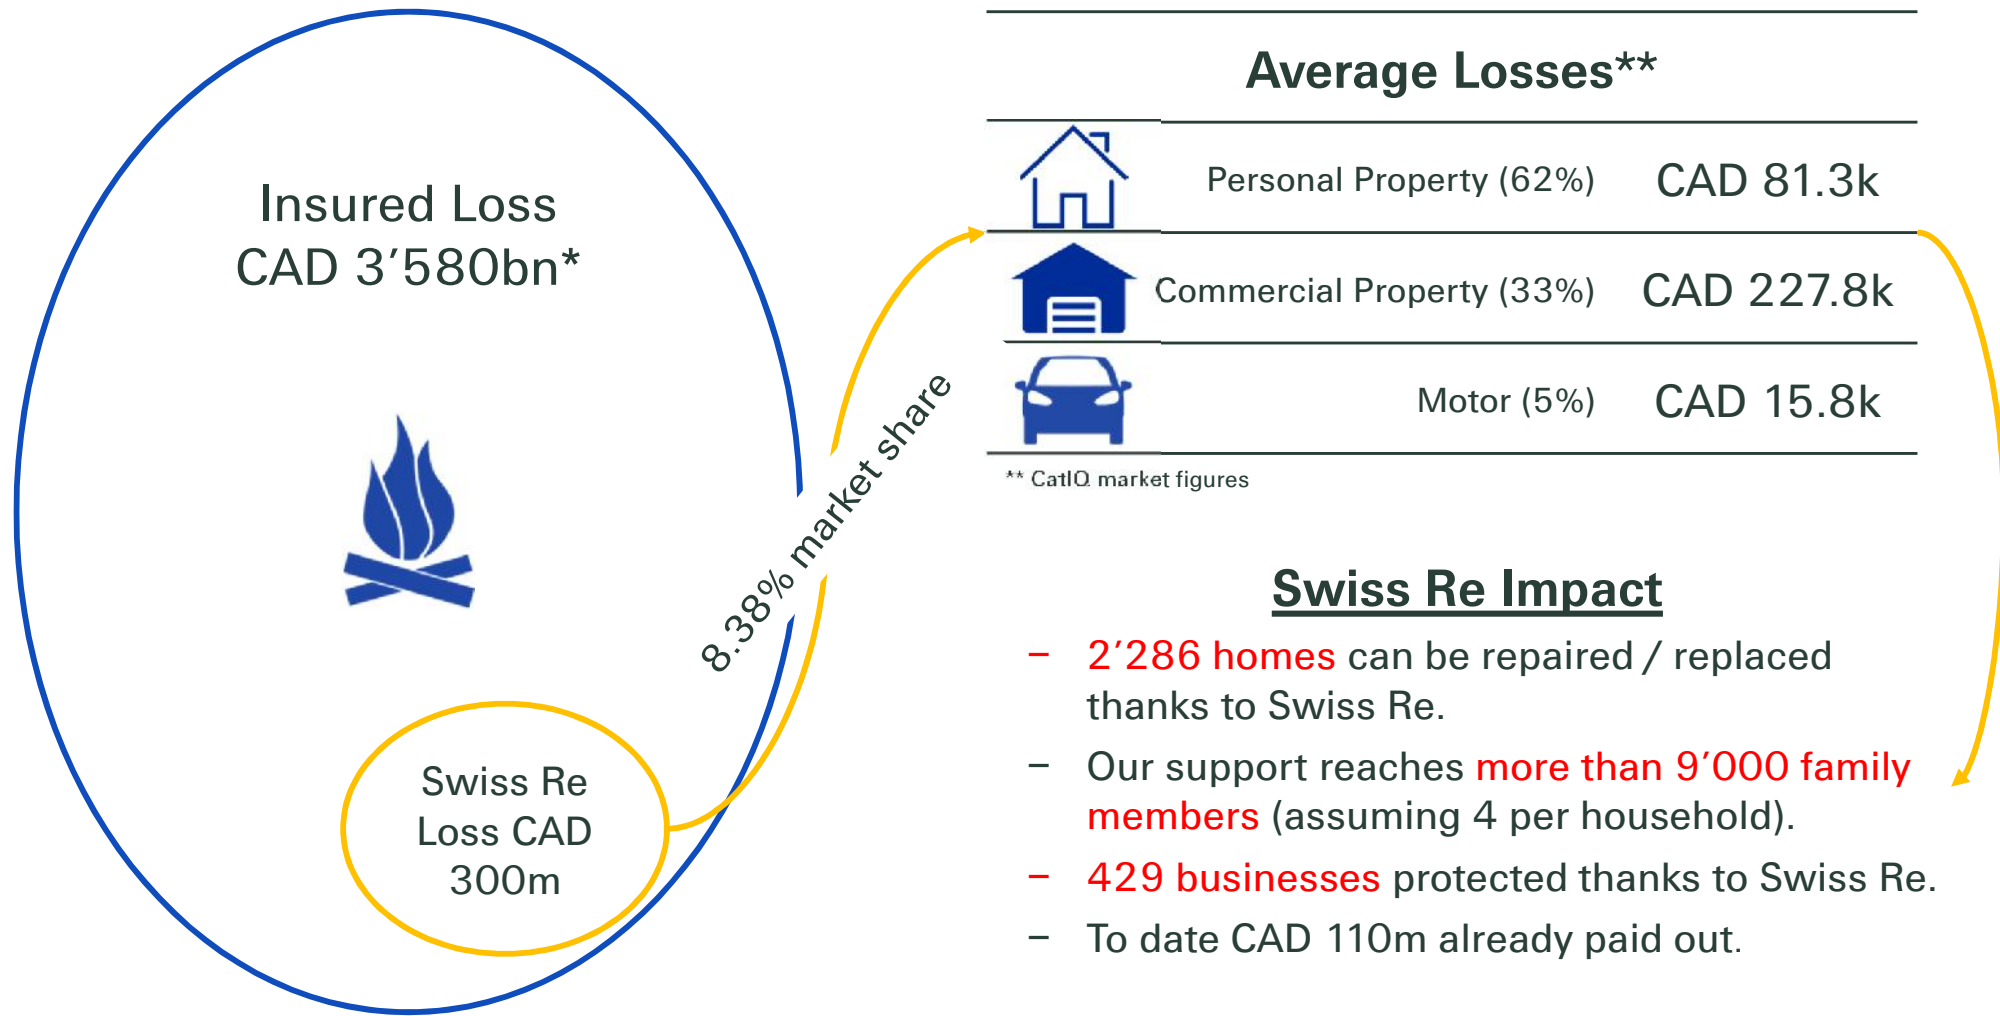 Insured Loss
CAD 3’580bn*
8.38% market share
Swiss Re
Loss CAD
300m
Average Losses**
Personal Property (62%) CAD 81.3k
Commercial Property (33%) CAD 227.8k
Motor (5%) CAD 15.8k
** CatIQ market figures
Swiss Re Impact
– 2’286 homes can be repaired / replaced
thanks to Swiss Re.
– Our support reaches more than 9’000 family
members (assuming 4 per household).
– 429 businesses protected thanks to Swiss Re.
– To date CAD 110m already paid out.